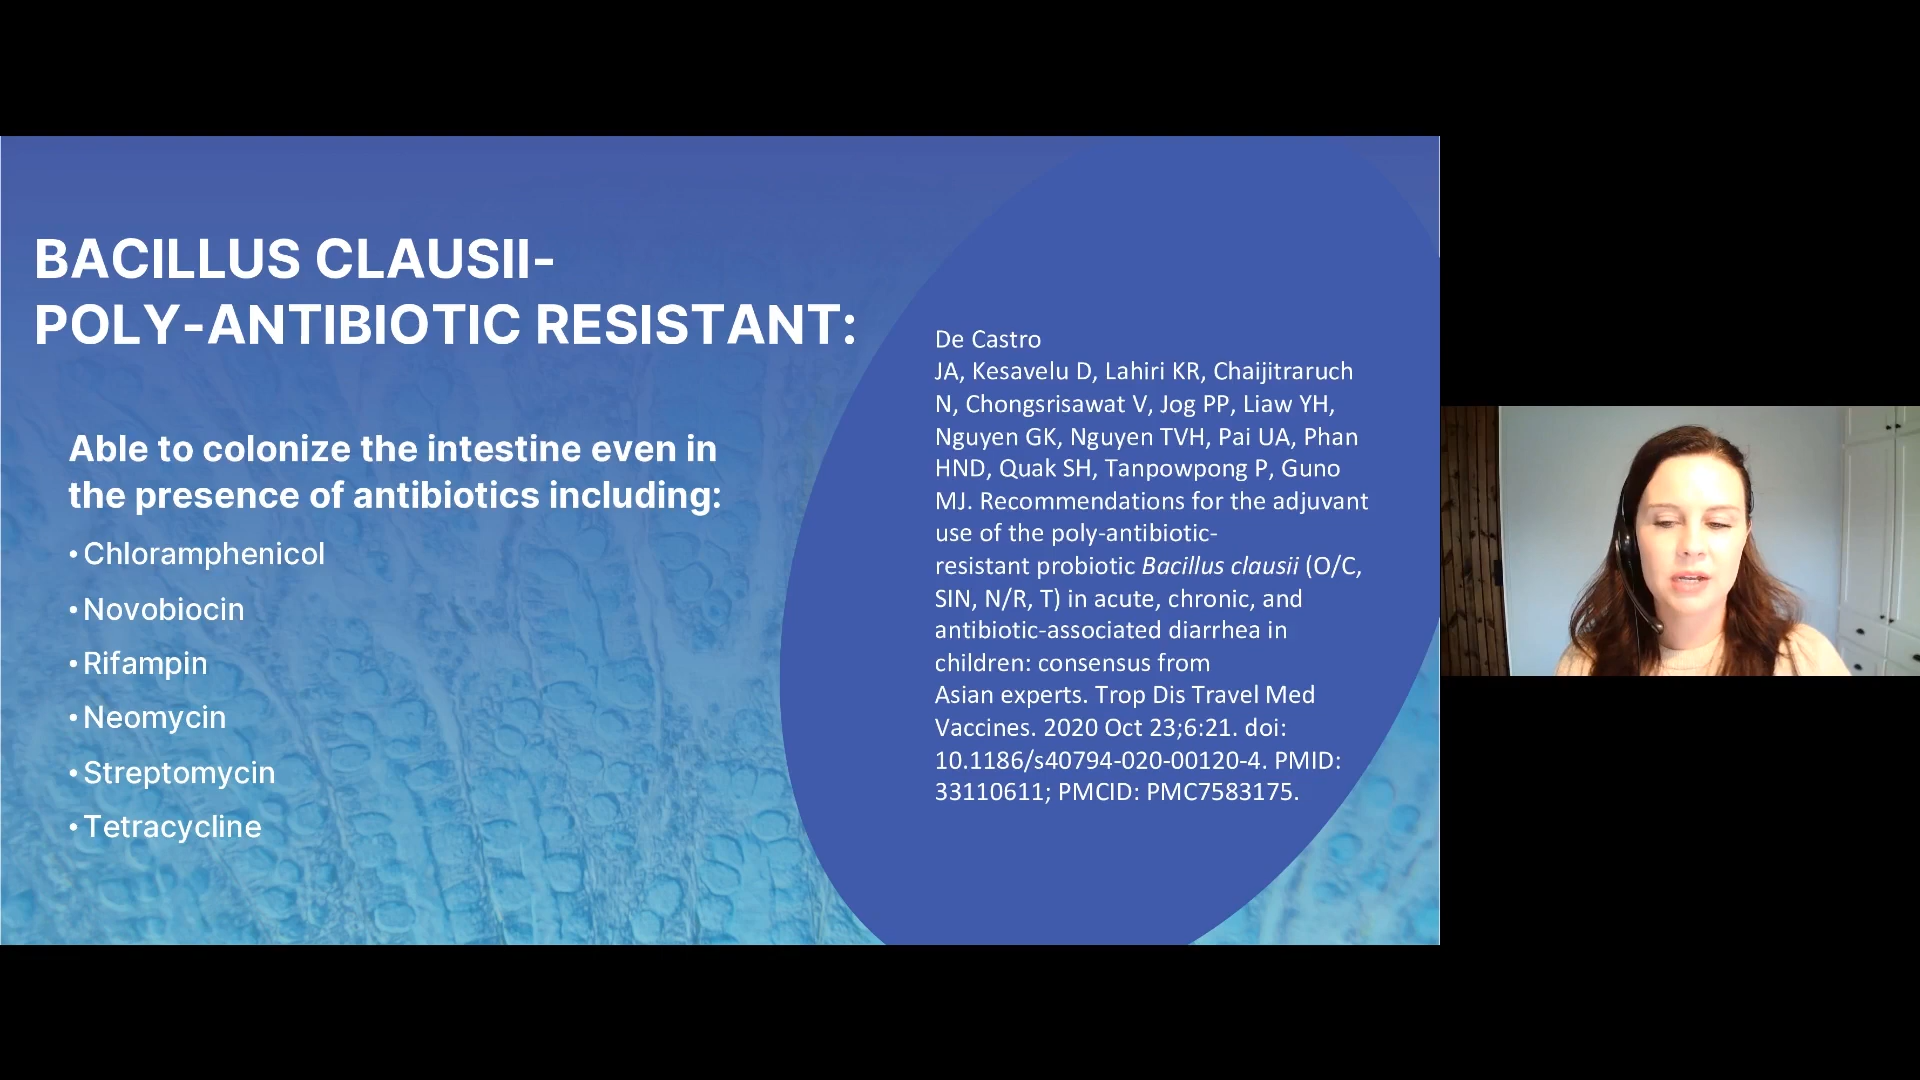 BACILLUS CLAUSII-
POLY-ANTIBIOTIC RESISTANT:
Able to colonize the intestine even in
the presence of antibiotics including:
• Chloramphenicol
• Novobiocin
• Rifampin
• Neomycin
• Streptomycin
• Tetracycline
De Castro
JA, Kesavelu D, Lahiri KR, Chaijitraruch
N, Chongsrisawat V, Jog PP, Liaw YH,
Nguyen GK, Nguyen TVH, Pai UA, Phan
HND, Quak SH, Tanpowpong P, Guno
MJ. Recommendations for the adjuvant
use of the poly-antibiotic-
resistant probiotic Bacillus clausii (O/C,
SIN, N/R, T) in acute, chronic, and
antibiotic-associated diarrhea in
children: consensus from
Asian experts. Trop Dis Travel Med
Vaccines. 2020 Oct 23;6:21. doi:
10.1186/s40794-020-00120-4. PMID:
33110611; PMCID: PMC7583175.